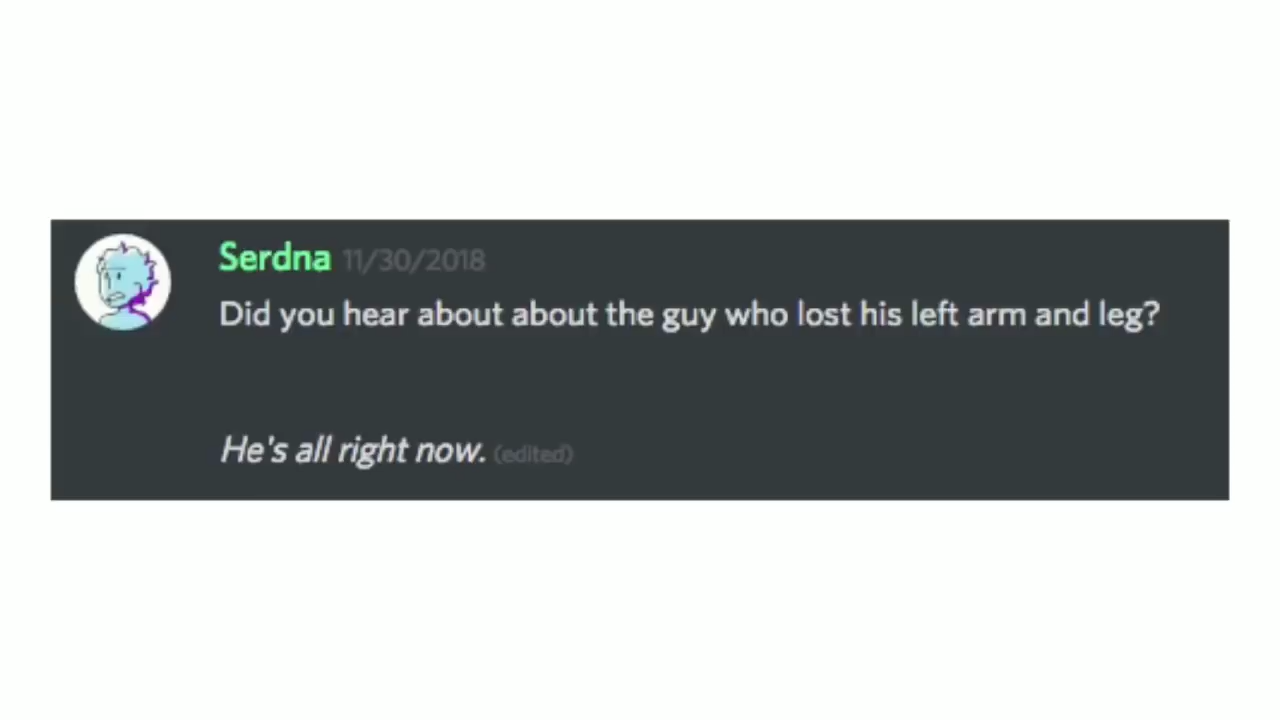 Serdna 11/30/2018
Did you hear about about the guy who lost his left arm and leg?
He's all right now. (edited)